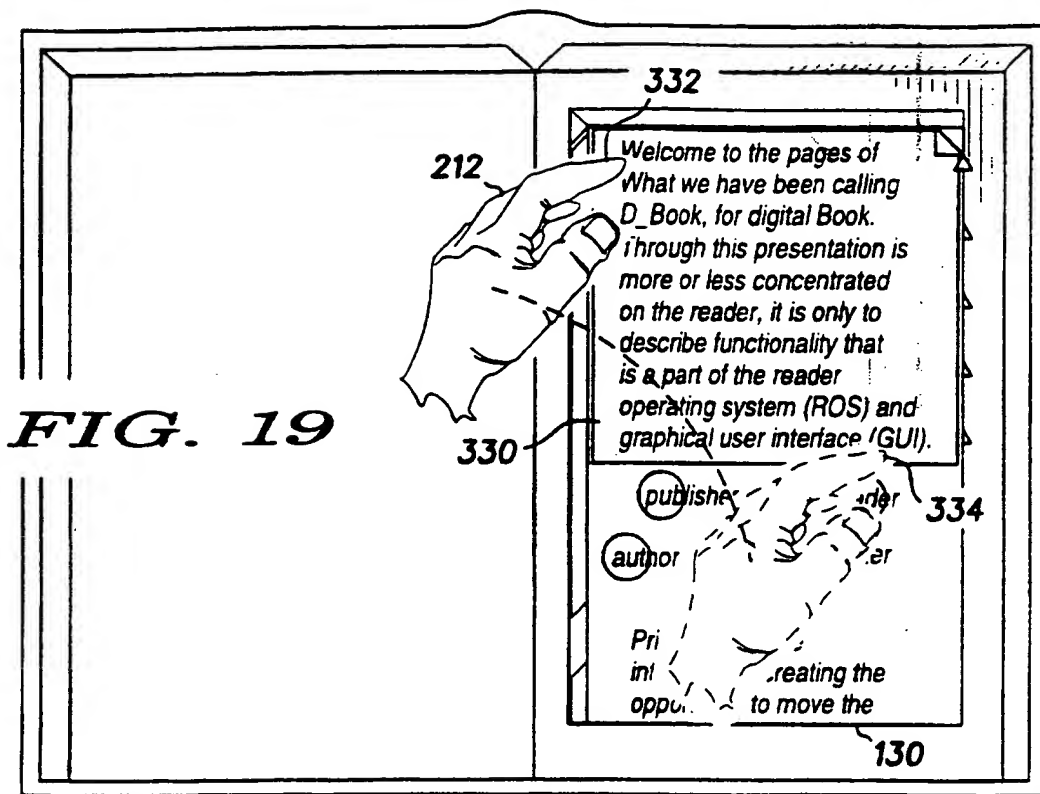 332
212
Welcome to the pages of
What we have been calling
D_Book, for digital Book.
Through this presentation is
more or less concentrated
on the reader, it is only to
describe functionality that
is a part of the reader
operating system (ROS) and
graphical user interface (GUI).
FIG. 19
330
334
publishe
author
reating the
to move the
130